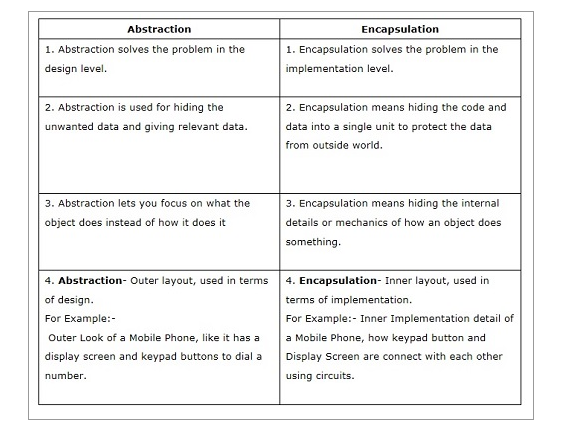 Abstraction
Encapsulation
1. Abstraction solves the problem in the
design level.
1. Encapsulation solves the problem in the
implementation level.
2. Abstraction is used for hiding the
unwanted data and giving relevant data.
2. Encapsulation means hiding the code and
data into a single unit to protect the data
from outside world.
3. Abstraction lets you focus on what the
object does instead of how it does it
3. Encapsulation means hiding the internal
details or mechanics of how an object does
something.
4. Abstraction- Outer layout, used in terms
of design.
For Example:-
Outer Look of a Mobile Phone, like it has a
display screen and keypad buttons to dial a
number.
4. Encapsulation- Inner layout, used in
terms of implementation.
For Example:- Inner Implementation detail of
a Mobile Phone, how keypad button and
Display Screen are connect with each other
using circuits.